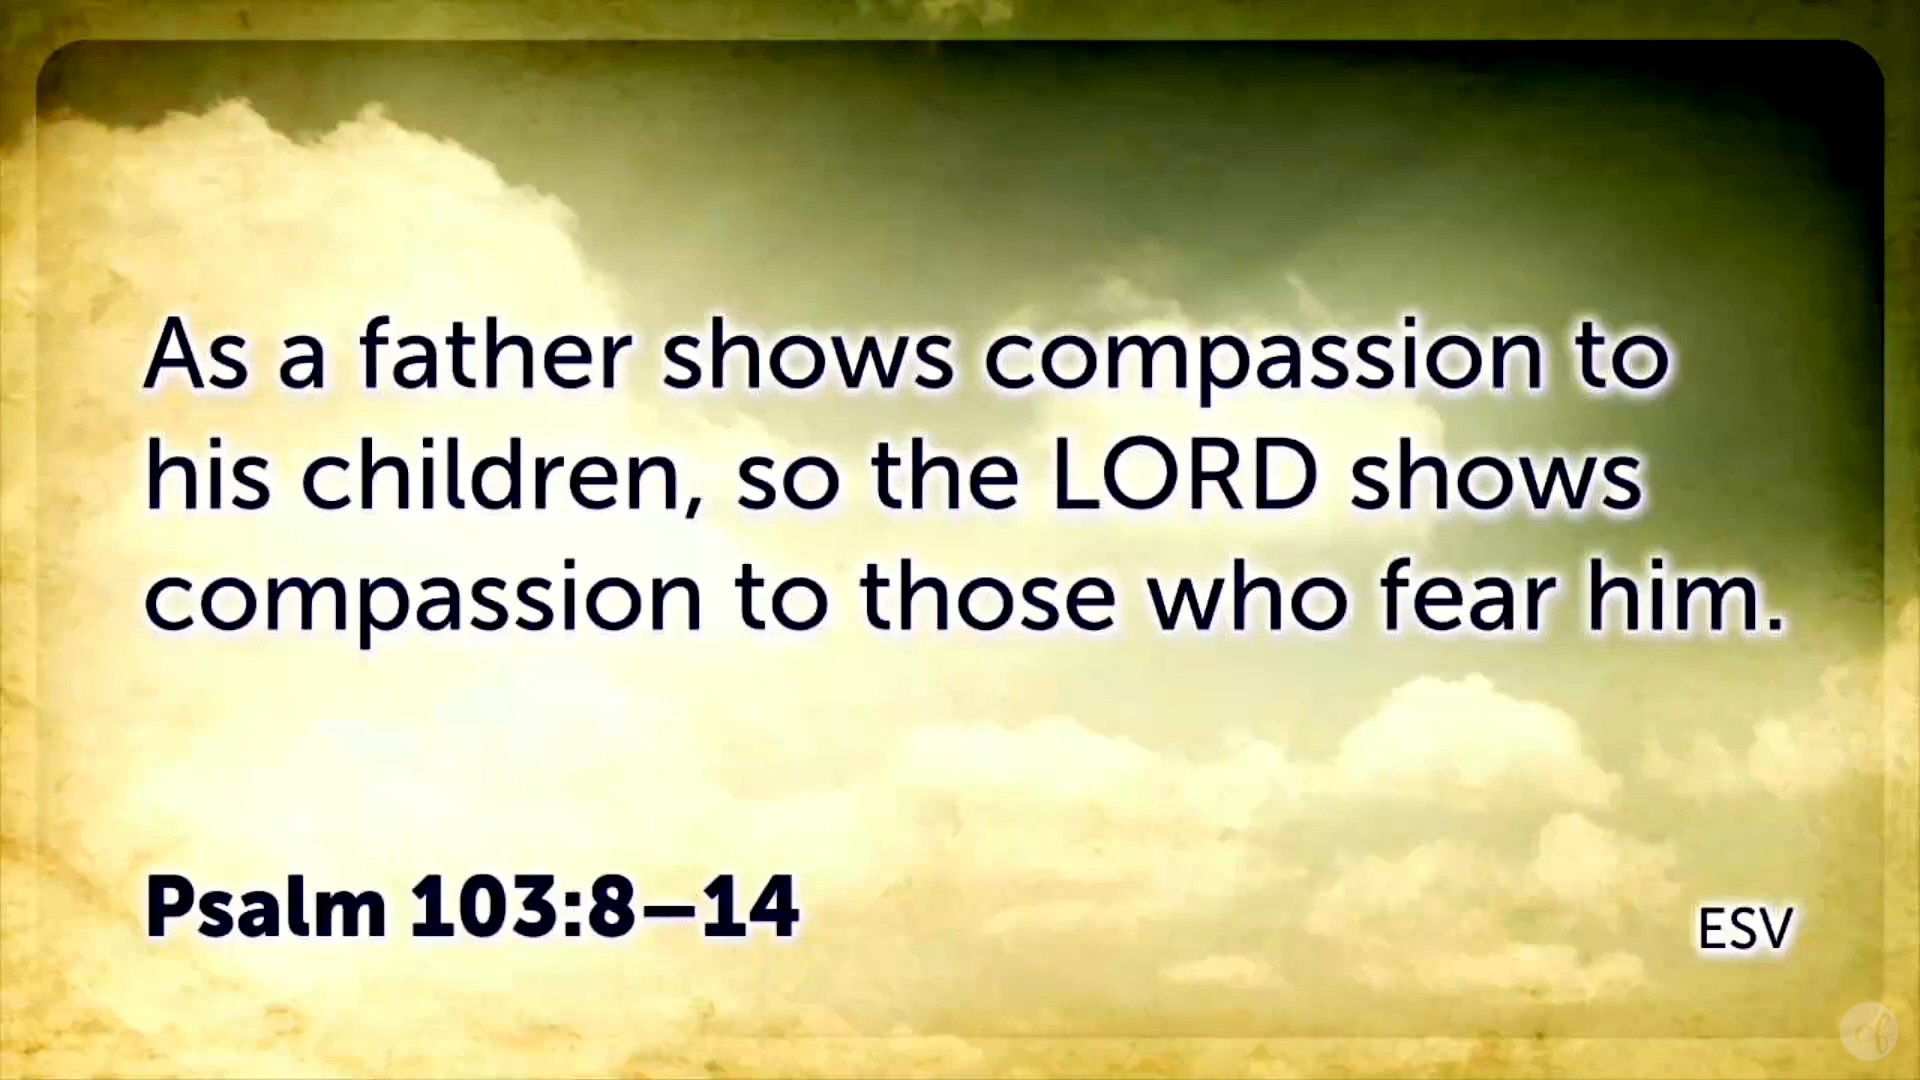 As a father shows compassion to
his children, so the LORD shows
compassion to those who fear him.
Psalm 103:8–14
ESV